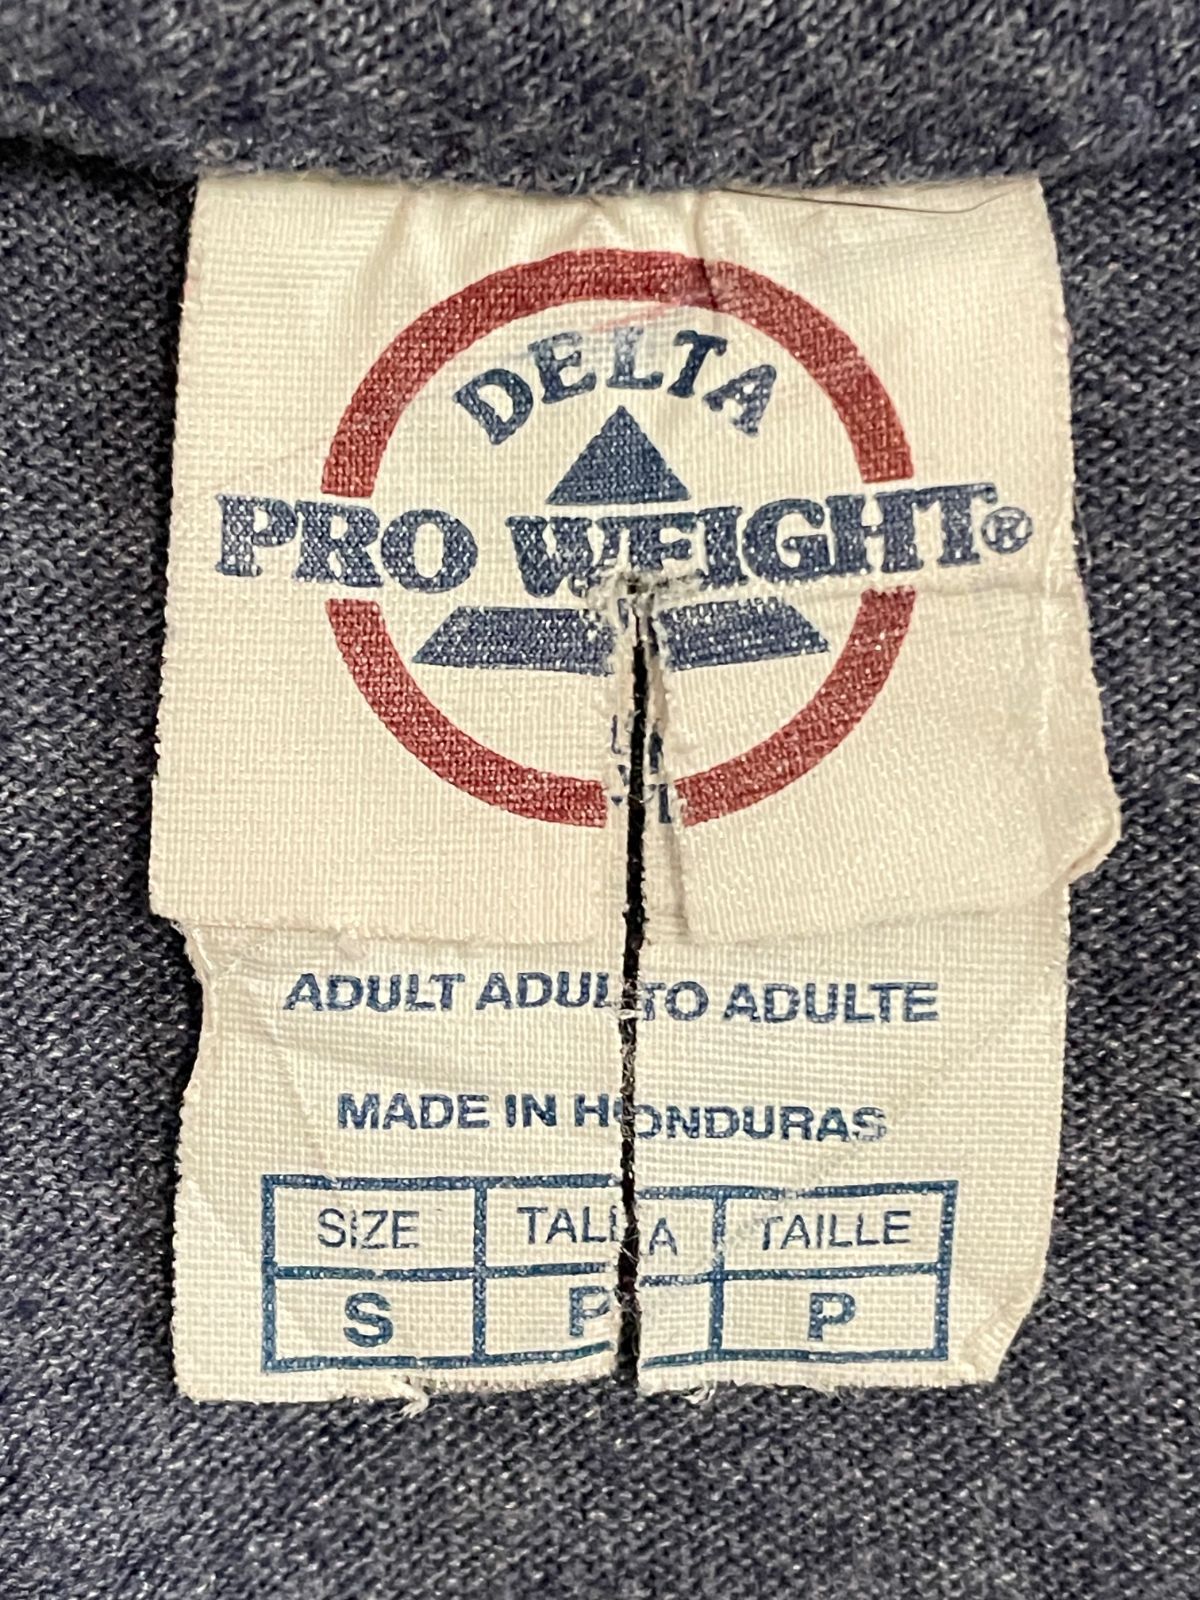 DELTA
PRO WEIGHT®
ADULT ADULTO ADULTE
MADE IN HONDURAS
SIZE TALLA TAILLE
S P P